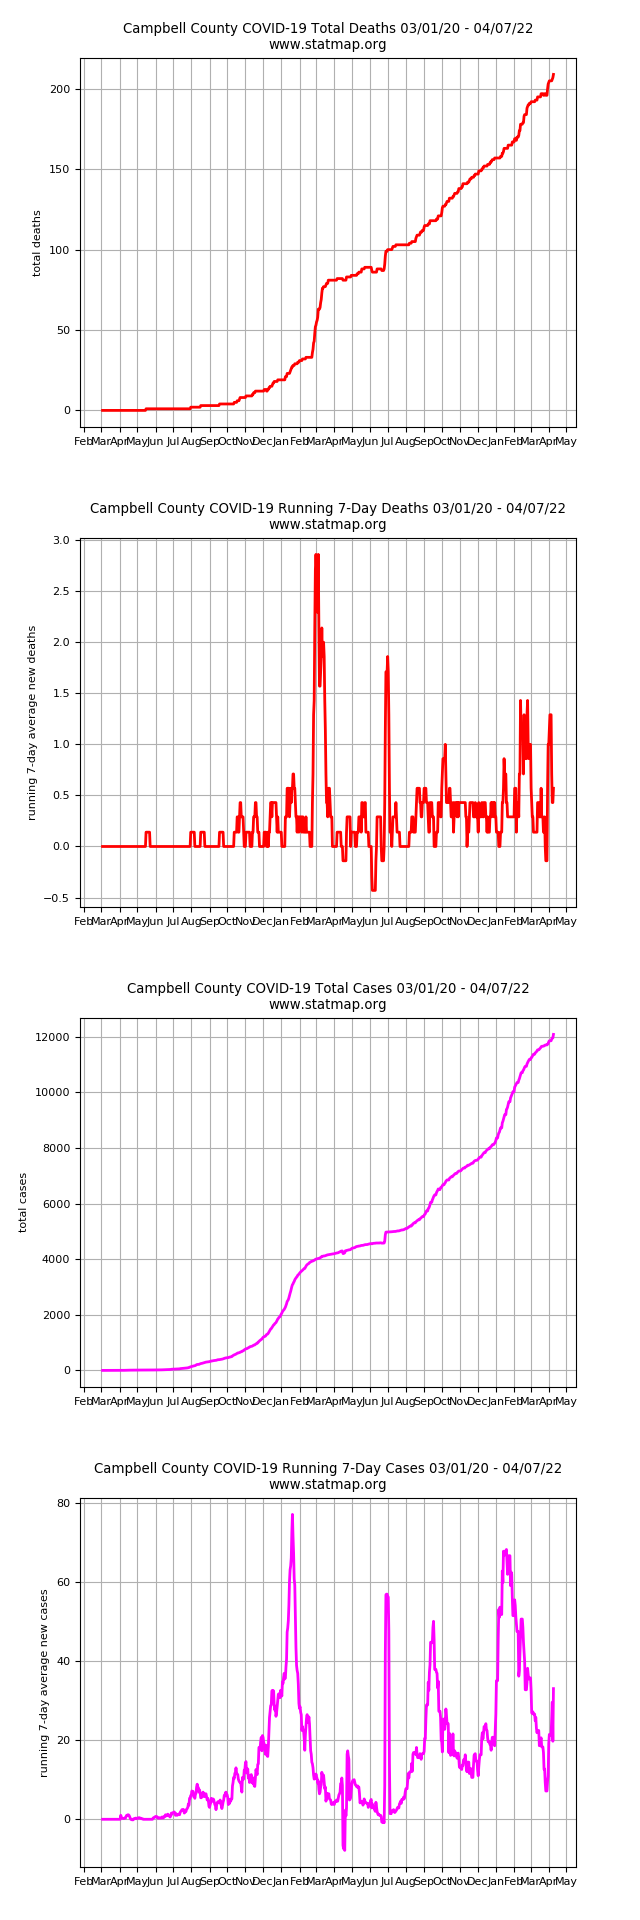 Campbell County COVID-19 Total Deaths 03/01/20 - 04/07/22
www.statmap.org
200
150
100
50
0
total deaths
Feb Mar Apr May Jun Jul Aug Sep Oct Nov Dec Jan Feb Mar Apr May Jun Jul Aug Sep Oct Nov Dec Jan Feb Mar Apr May
Campbell County COVID-19 Running 7-Day Deaths 03/01/20 - 04/07/22
www.statmap.org
3.0
2.5
2.0
1.5
1.0
0.5
0.0
−0.5
running 7-day average new deaths
Feb Mar Apr May Jun Jul Aug Sep Oct Nov Dec Jan Feb Mar Apr May Jun Jul Aug Sep Oct Nov Dec Jan Feb Mar Apr May
Campbell County COVID-19 Total Cases 03/01/20 - 04/07/22
www.statmap.org
12000
10000
8000
6000
4000
2000
0
total cases
Feb Mar Apr May Jun Jul Aug Sep Oct Nov Dec Jan Feb Mar Apr May Jun Jul Aug Sep Oct Nov Dec Jan Feb Mar Apr May
Campbell County COVID-19 Running 7-Day Cases 03/01/20 - 04/07/22
www.statmap.org
80
60
40
20
0
running 7-day average new cases
Feb Mar Apr May Jun Jul Aug Sep Oct Nov Dec Jan Feb Mar Apr May Jun Jul Aug Sep Oct Nov Dec Jan Feb Mar Apr May